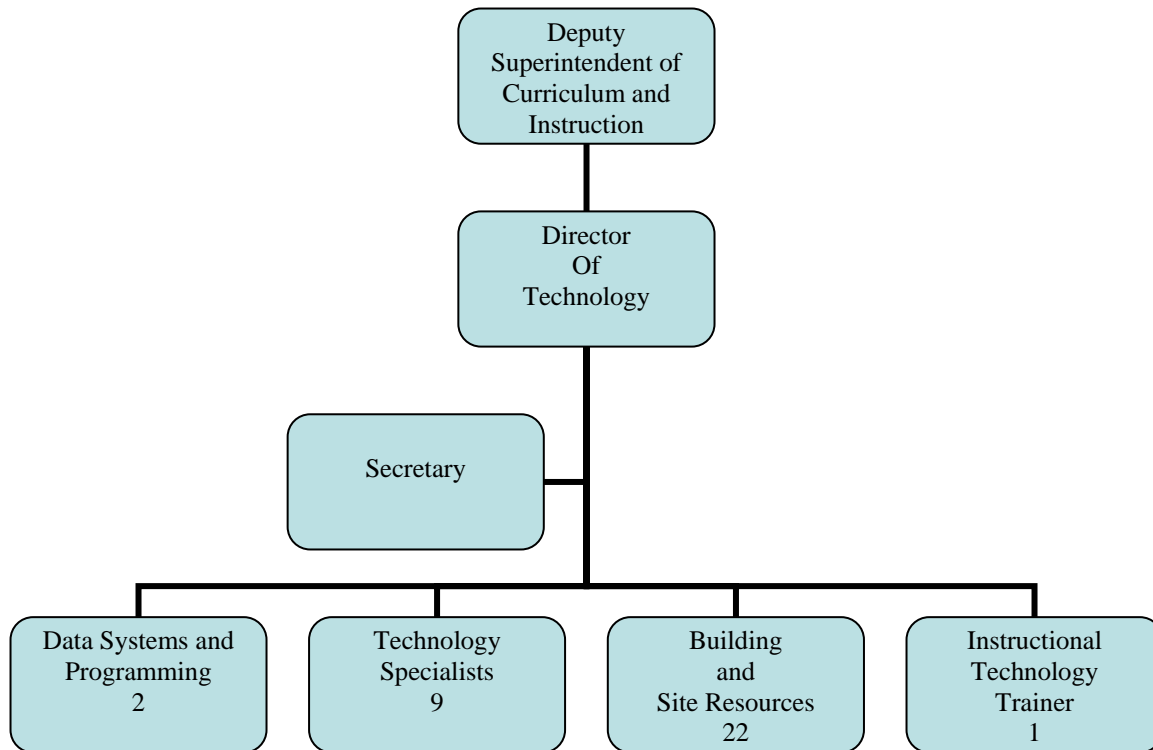 Deputy
Superintendent of
Curriculum and
Instruction
Director
Of
Technology
Secretary
Data Systems and
Programming
2
Technology
Specialists
9
Building
and
Site Resources
22
Instructional
Technology
Trainer
1